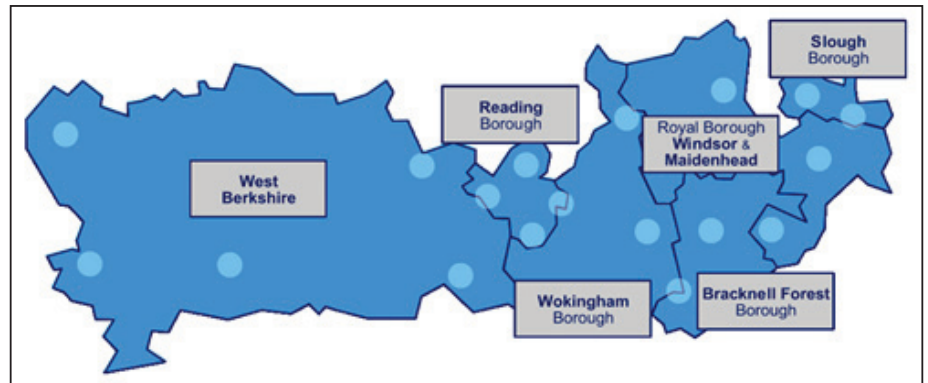 Slough
Borough
Reading
Borough
Royal Borough
Windsor &
Maidenhead
West
Berkshire
Wokingham
Borough
Bracknell Forest
Borough